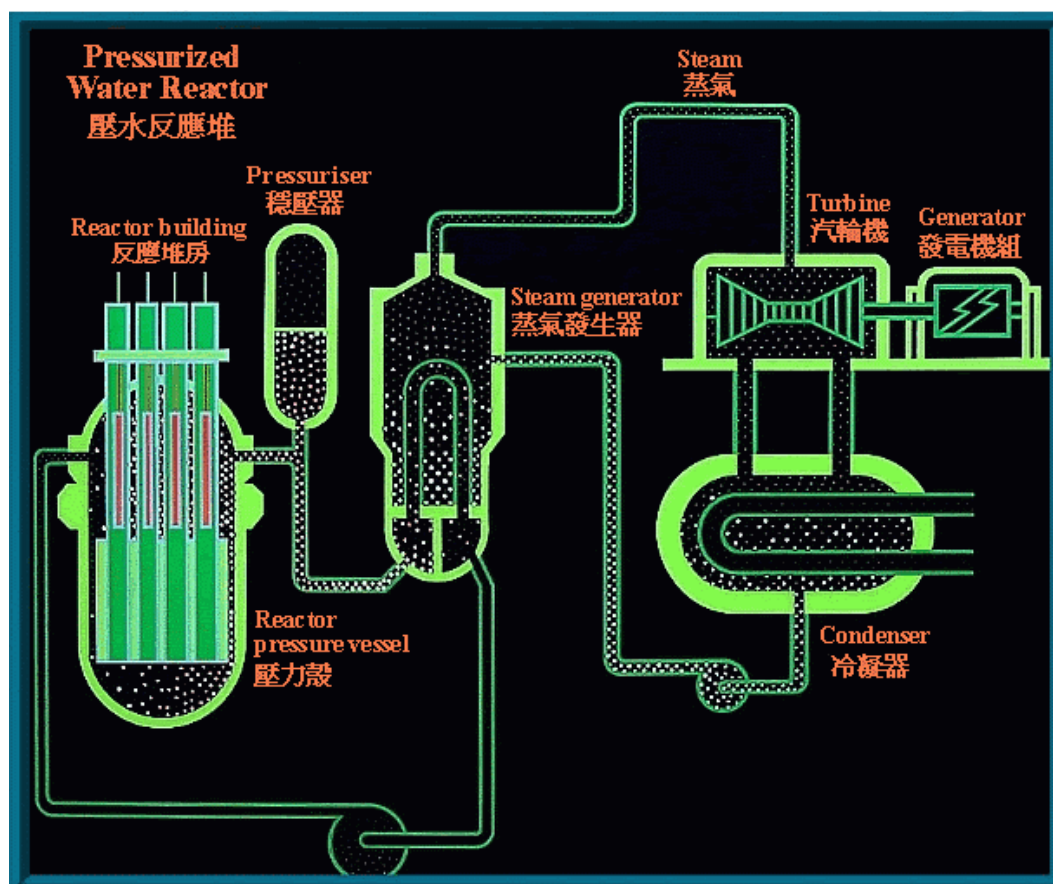 Pressurized
Water Reactor
壓水反應堆
Steam
蒸氣
Pressuriser
穩壓器
Reactor building
反應堆房
Turbine
汽輪機
Generator
發電機組
Steam generator
蒸氣發生器
Reactor
pressure vessel
壓力殼
Condenser
冷凝器